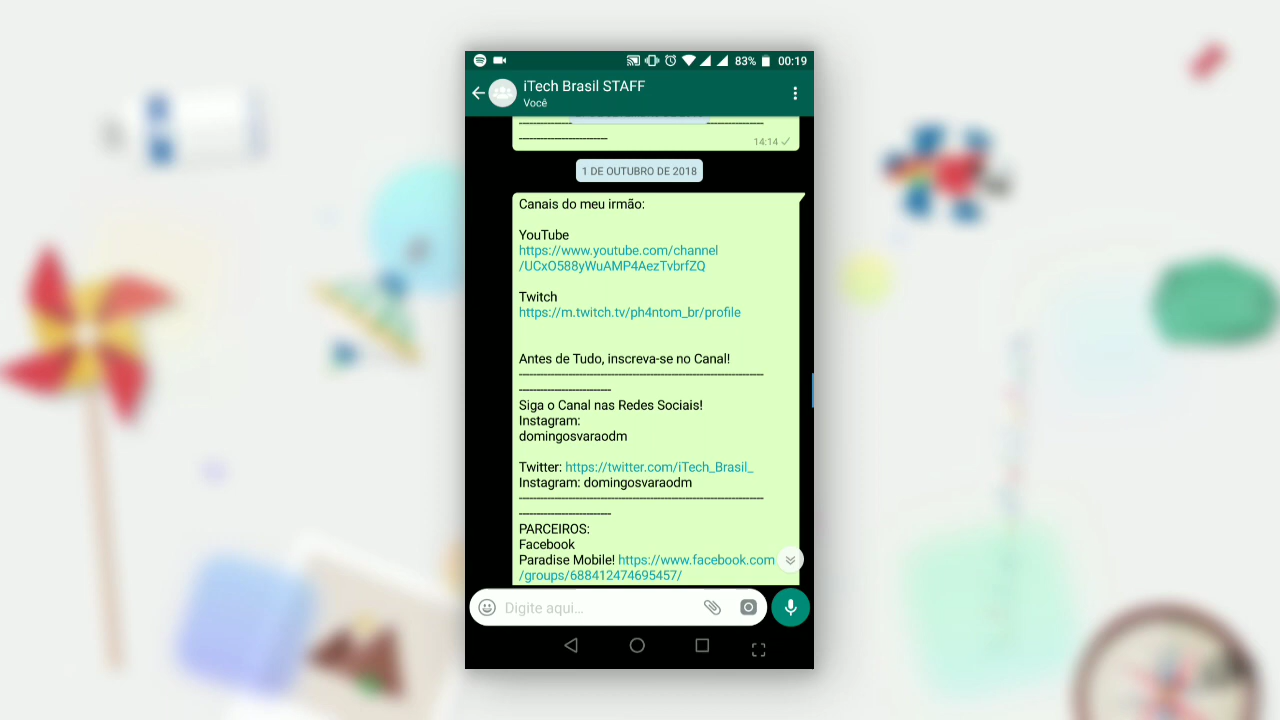 83%
00:19
iTech Brasil STAFF
Você
14:14
1 DE OUTUBRO DE 2018
Canais do meu irmão:
YouTube
https://www.youtube.com/channel
/UCxO588yWuAMP4AezTvbrfZQ
Twitch
https://m.twitch.tv/ph4ntom_br/profile
Antes de Tudo, inscreva-se no Canal!
Siga o Canal nas Redes Sociais!
Instagram:
domingosvaraodm
Twitter: https://twitter.com/iTech_Brasil_
Instagram: domingosvaraodm
PARCEIROS:
Facebook
Paradise Mobile! https://www.facebook.com
/groups/688412474695457/
Digite aqui...